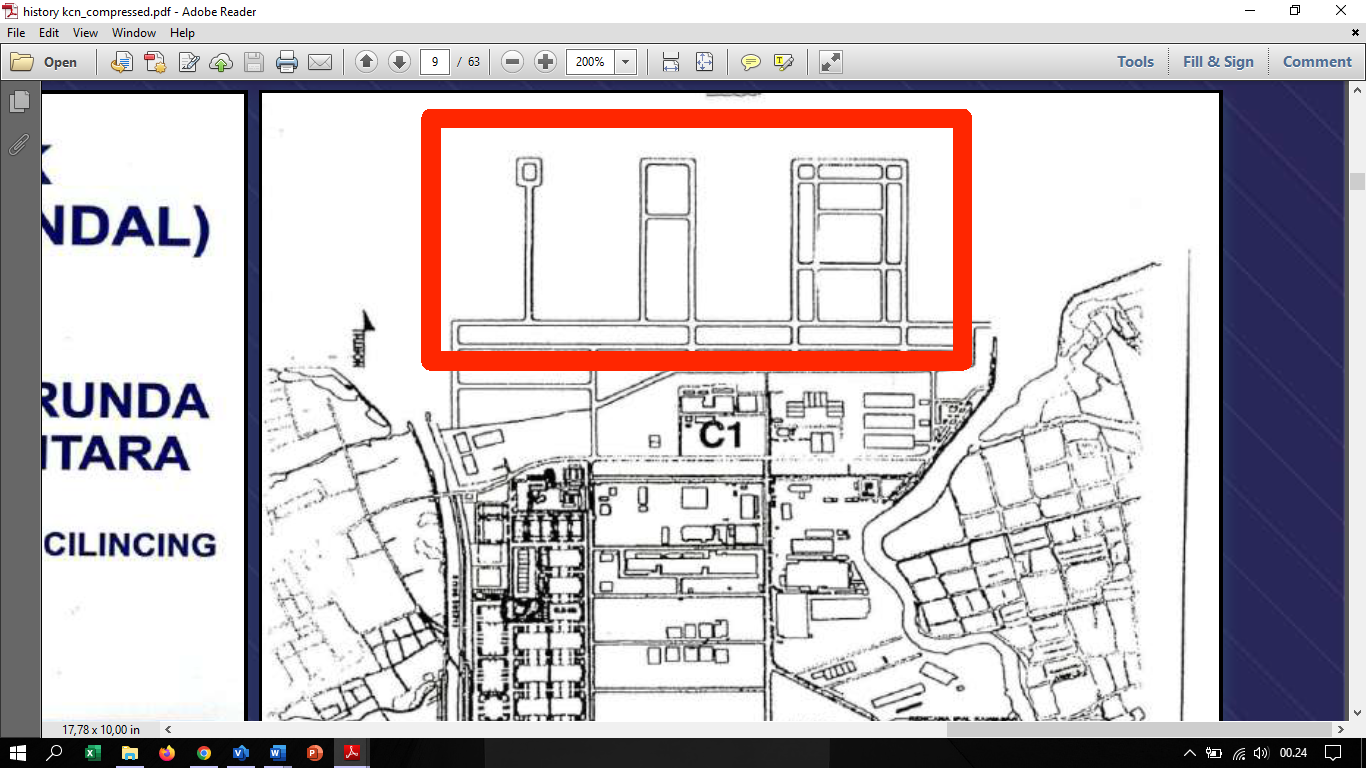 history kcn_compressed.pdf - Adobe Reader
File Edit View Window Help
Open 9 / 63 200% Tools Fill & Sign Comment
NDAL)
RUNDA
NTARA
CILINCING
C1
17,78 x 10,00 in
00.24